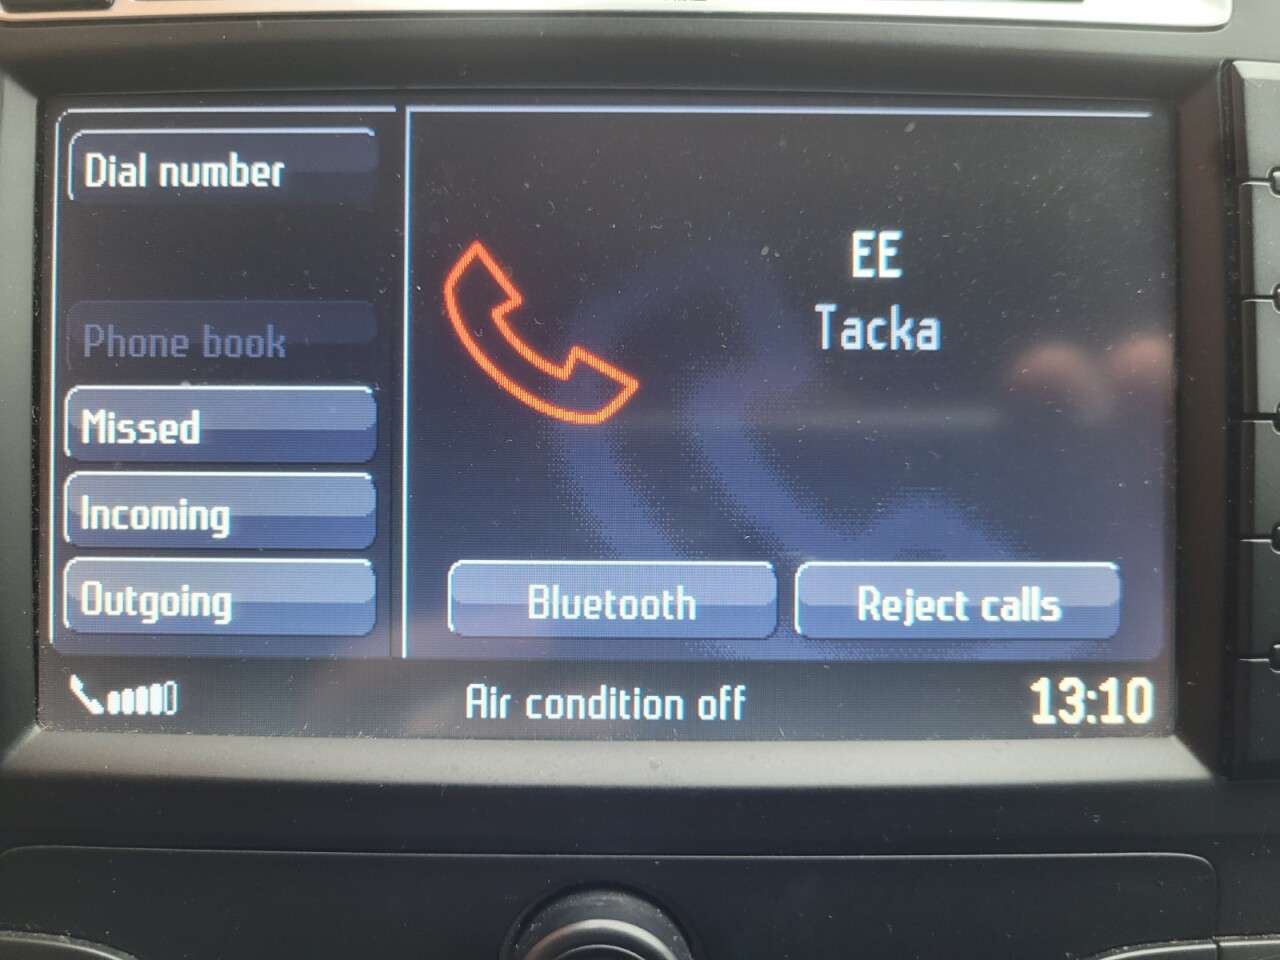 Dial number
Phone book
Missed
Incoming
Outgoing
EE
Tacka
Bluetooth
Reject calls
Air condition off
13:10